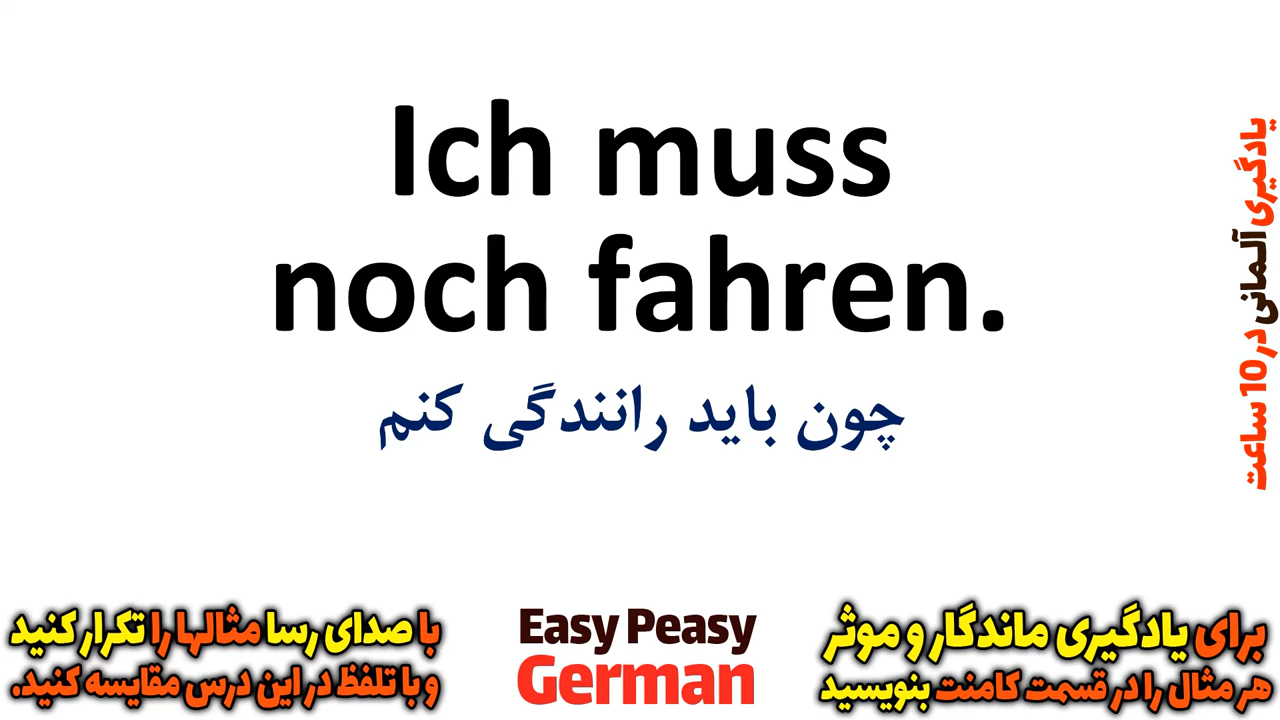 Ich muss
noch fahren.
چون باید رانندگی کنم
یادگیری آلمانی در 10 ساعت
با صدای رسا مثالها را تکرار کنید
و با تلفظ در این درس مقایسه کنید.
Easy Peasy
German
برای یادگیری ماندگار و موثر
هر مثال را در قسمت کامنت بنویسید